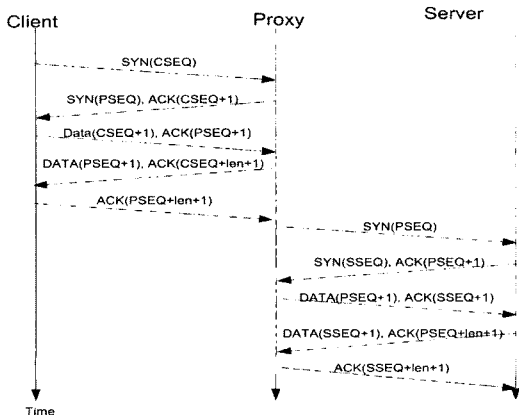 Client Proxy Server
SYN(CSEQ)
SYN(PSEQ), ACK(CSEQ+1)
Data(CSEQ+1), ACK(PSEQ+1)
DATA(PSEQ+1), ACK(CSEQ+len+1)
ACK(PSEQ+len+1)
SYN(PSEQ)
SYN(SSEQ), ACK(PSEQ+1)
DATA(PSEQ+1), ACK(SSEQ+1)
DATA(SSEQ+1), ACK(PSEQ+len+1)
ACK(SSEQ+len+1)
Time